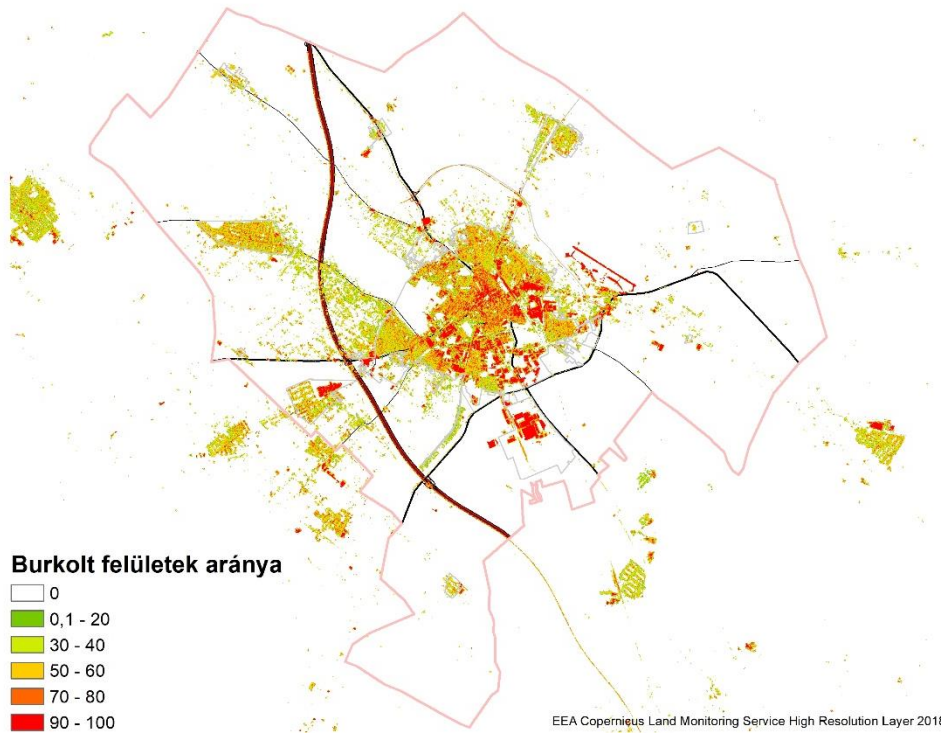 Burkolt felületek aránya
0
0,1 - 20
30 - 40
50 - 60
70 - 80
90 - 100
EEA Copernicus Land Monitoring Service High Resolution Layer 2018